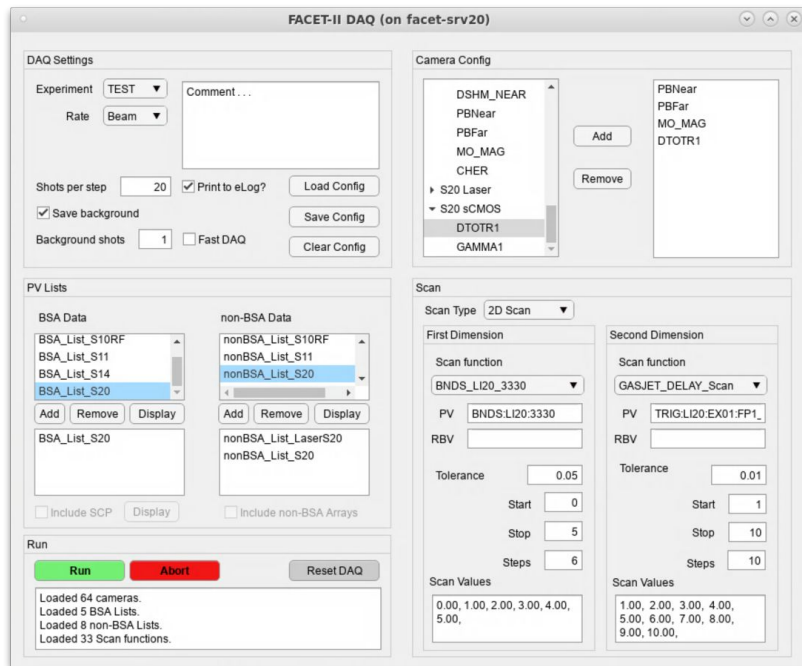 FACET-II DAQ (on facet-srv20)
DAQ Settings
Experiment TEST
Rate Beam
Comment . . .
Shots per step 20
Print to eLog?
Load Config
Save background
Save Config
Background shots 1
Fast DAQ
Clear Config
Camera Config
DSHM_NEAR
PBNear
PBFar
MO_MAG
CHER
S20 Laser
S20 sCMOS
DTOTR1
GAMMA1
Add
Remove
PBNear
PBFar
MO_MAG
DTOTR1
PV Lists
BSA Data
BSA_List_S10RF
BSA_List_S11
BSA_List_S14
BSA_List_S20
Add Remove Display
BSA_List_S20
Include SCP Display
non-BSA Data
nonBSA_List_S10RF
nonBSA_List_S11
nonBSA_List_S20
Add Remove Display
nonBSA_List_LaserS20
nonBSA_List_S20
Include non-BSA Arrays
Scan
Scan Type 2D Scan
First Dimension
Scan function
BNDS_LI20_3330
PV BNDS:LI20:3330
RBV
Tolerance 0.05
Start 0
Stop 5
Steps 6
Scan Values
0.00, 1.00, 2.00, 3.00, 4.00,
5.00,
Second Dimension
Scan function
GASJET_DELAY_Scan
PV TRIG:LI20:EX01:FP1_
RBV
Tolerance 0.01
Start 1
Stop 10
Steps 10
Scan Values
1.00, 2.00, 3.00, 4.00,
5.00, 6.00, 7.00, 8.00,
9.00, 10.00,
Run
Run Abort Reset DAQ
Loaded 64 cameras.
Loaded 5 BSA Lists.
Loaded 8 non-BSA Lists.
Loaded 33 Scan functions.